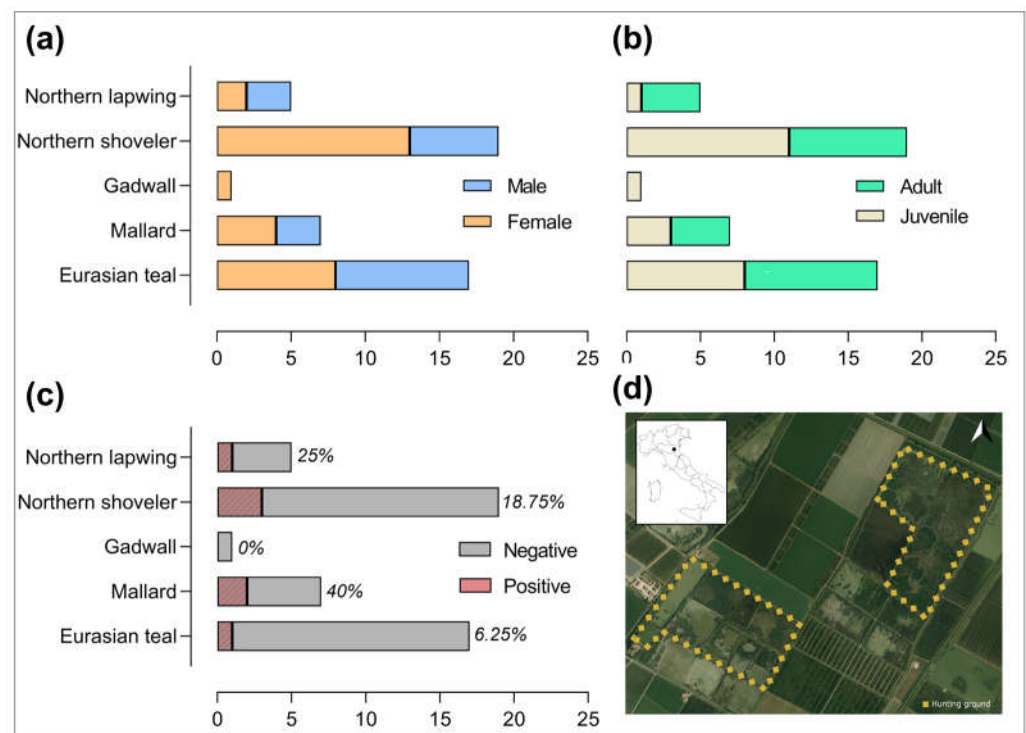 (a)
Northern lapwing
Northern shoveler
Gadwall
Mallard
Eurasian teal
Male
Female
0 5 10 15 20 25
(b)
Adult
Juvenile
0 5 10 15 20 25
(c)
Northern lapwing
25%
Northern shoveler
18.75%
Gadwall
0%
Mallard
40%
Eurasian teal
6.25%
Negative
Positive
0 5 10 15 20 25
(d)
Hunting ground